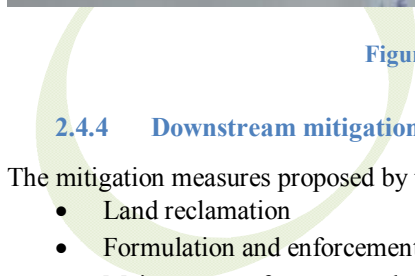 Figur
2.4.4 Downstream mitigation
The mitigation measures proposed by
• Land reclamation
• Formulation and enforcement